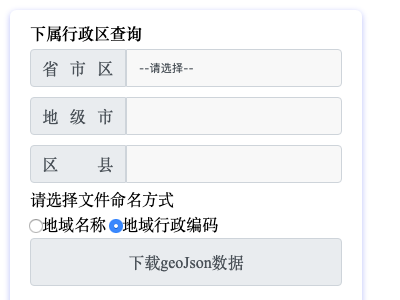 下属行政区查询
省 市 区 --请选择--
地 级 市
区 县
请选择文件命名方式
地域名称 地域行政编码
下载geoJson数据